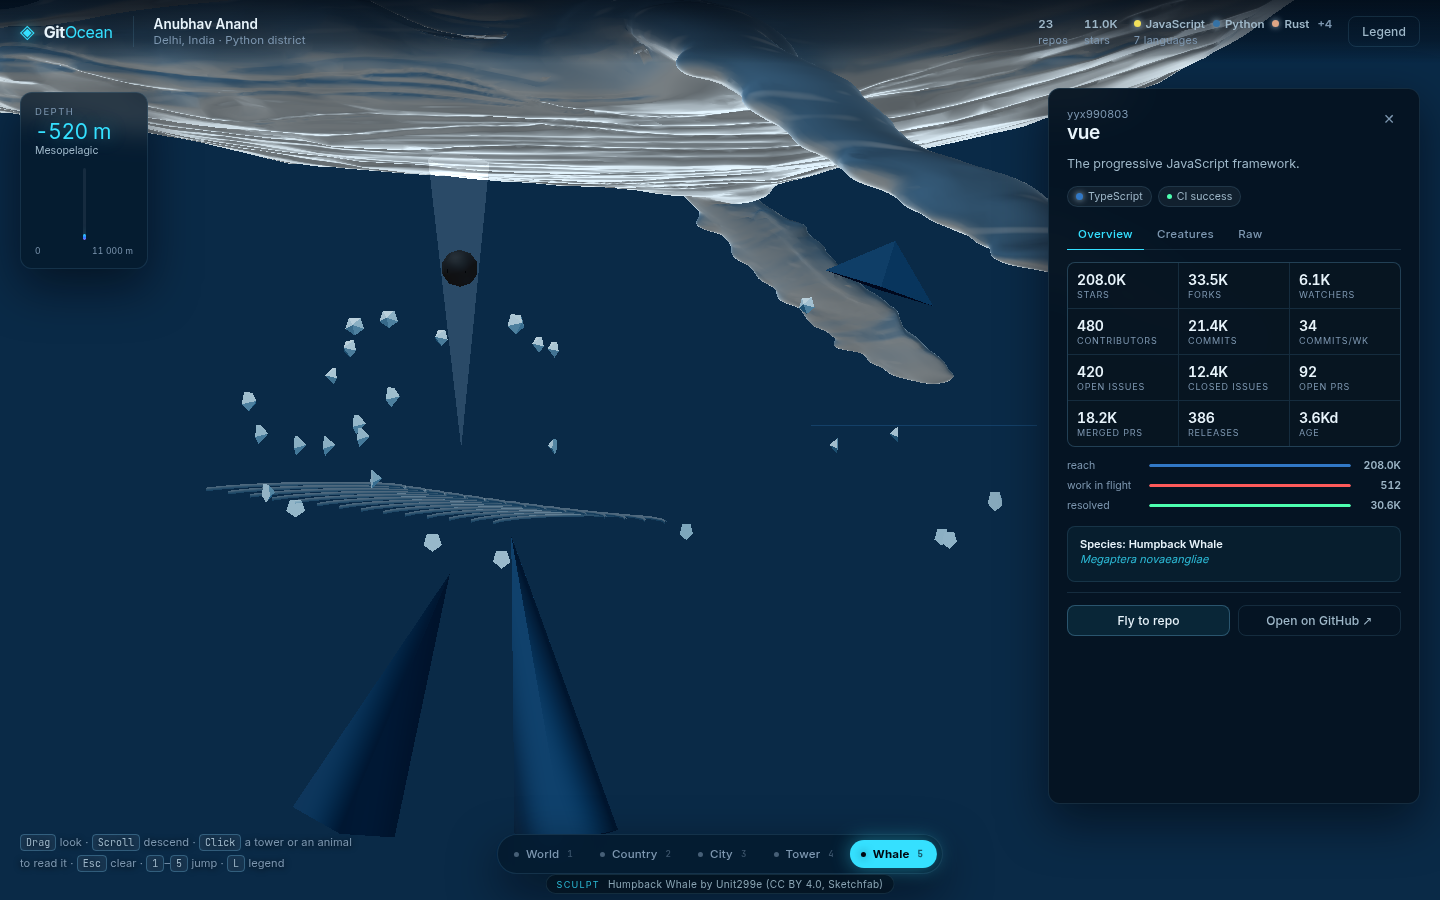 GitOcean
Anubhav Anand
Delhi, India · Python district
23 repos
11.0K stars
JavaScript Python Rust +4
7 languages
Legend
DEPTH
-520 m
Mesopelagic
0 11 000 m
yyx990803
vue
✕
The progressive JavaScript framework.
TypeScript CI success
Overview Creatures Raw
208.0K 33.5K 6.1K
STARS FORKS WATCHERS
480 21.4K 34
CONTRIBUTORS COMMITS COMMITS/WK
420 12.4K 92
OPEN ISSUES CLOSED ISSUES OPEN PRS
18.2K 386 3.6Kd
MERGED PRS RELEASES AGE
reach 208.0K
work in flight 512
resolved 30.6K
Species: Humpback Whale
Megaptera novaeangliae
Fly to repo Open on GitHub ↗
Drag look · Scroll descend · Click a tower or an animal
to read it · Esc clear · 1–5 jump · L legend
World 1 Country 2 City 3 Tower 4 Whale 5
SCULPT Humpback Whale by Unit299e (CC BY 4.0, Sketchfab)